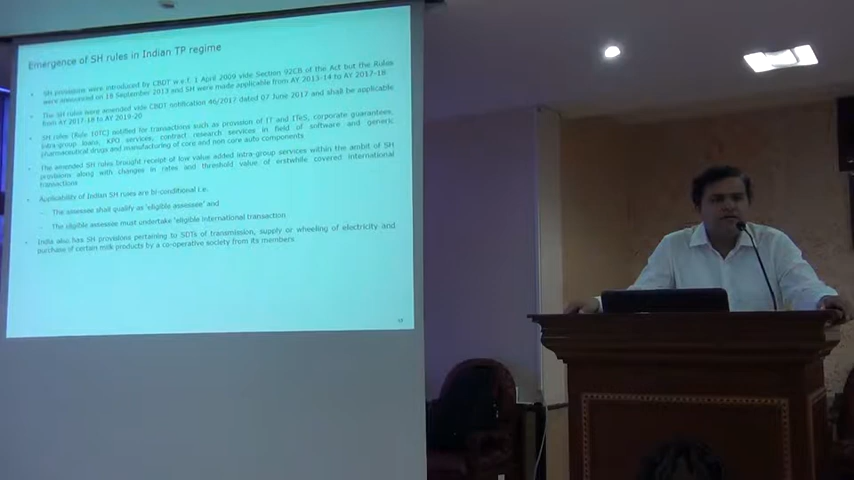 Emergence of SH rules in Indian TP regime
SH provisions were introduced by CBDT w.e.f. 1 April 2009 vide Section 92CB of the Act but the Rules
were announced on 18 September 2013 and SH were made applicable from AY 2013-14 to AY 2017-18
The SH rules were amended vide CBDT notification 46/2017 dated 07 June 2017 and shall be applicable
from AY 2017-18 to AY 2019-20
SH rules (Rule 10TC) notified for transactions such as provision of IT and ITeS, corporate guarantees,
intra-group loans, KPO services, contract research services in field of software and generic
pharmaceutical drugs and manufacturing of core and non core auto components
The amended SH rules brought receipt of low value added intra-group services within the ambit of SH
provisions along with changes in rates and threshold value of erstwhile covered international
transactions
Applicability of Indian SH rules are bi-conditional i.e.
The assessee shall qualify as 'eligible assessee' and
The eligible assessee must undertake 'eligible international transaction
India also has SH provisions pertaining to SDTs of transmission, supply or wheeling of electricity and
purchase of certain milk products by a co-operative society from its members